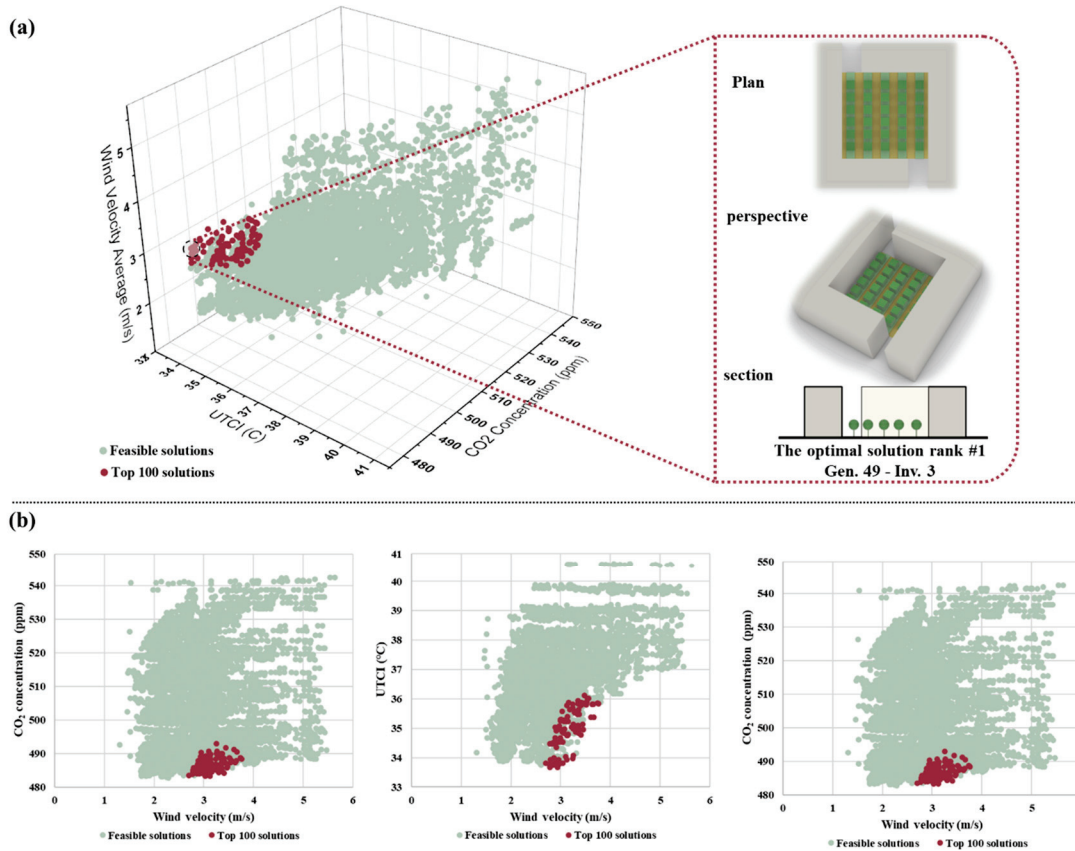 (a)
Wind Velocity Average (m/s)
5
4
3
2
33
34
35
36
37
38
39
40
41
UTCI (C)
480
490
500
510
520
530
540
550
CO2 Concentration (ppm)
Feasible solutions
Top 100 solutions
Plan
perspective
section
The optimal solution rank #1
Gen. 49 - Inv. 3
(b)
550
540
530
520
510
500
490
480
CO2 concentration (ppm)
0 1 2 3 4 5 6
Wind velocity (m/s)
Feasible solutions Top 100 solutions
41
40
39
38
37
36
35
34
33
UTCI (°C)
0 1 2 3 4 5 6
Wind velocity (m/s)
Feasible solutions Top 100 solutions
550
540
530
520
510
500
490
480
CO2 concentration (ppm)
0 1 2 3 4 5
Wind velocity (m/s)
Feasible solutions Top 100 solutions